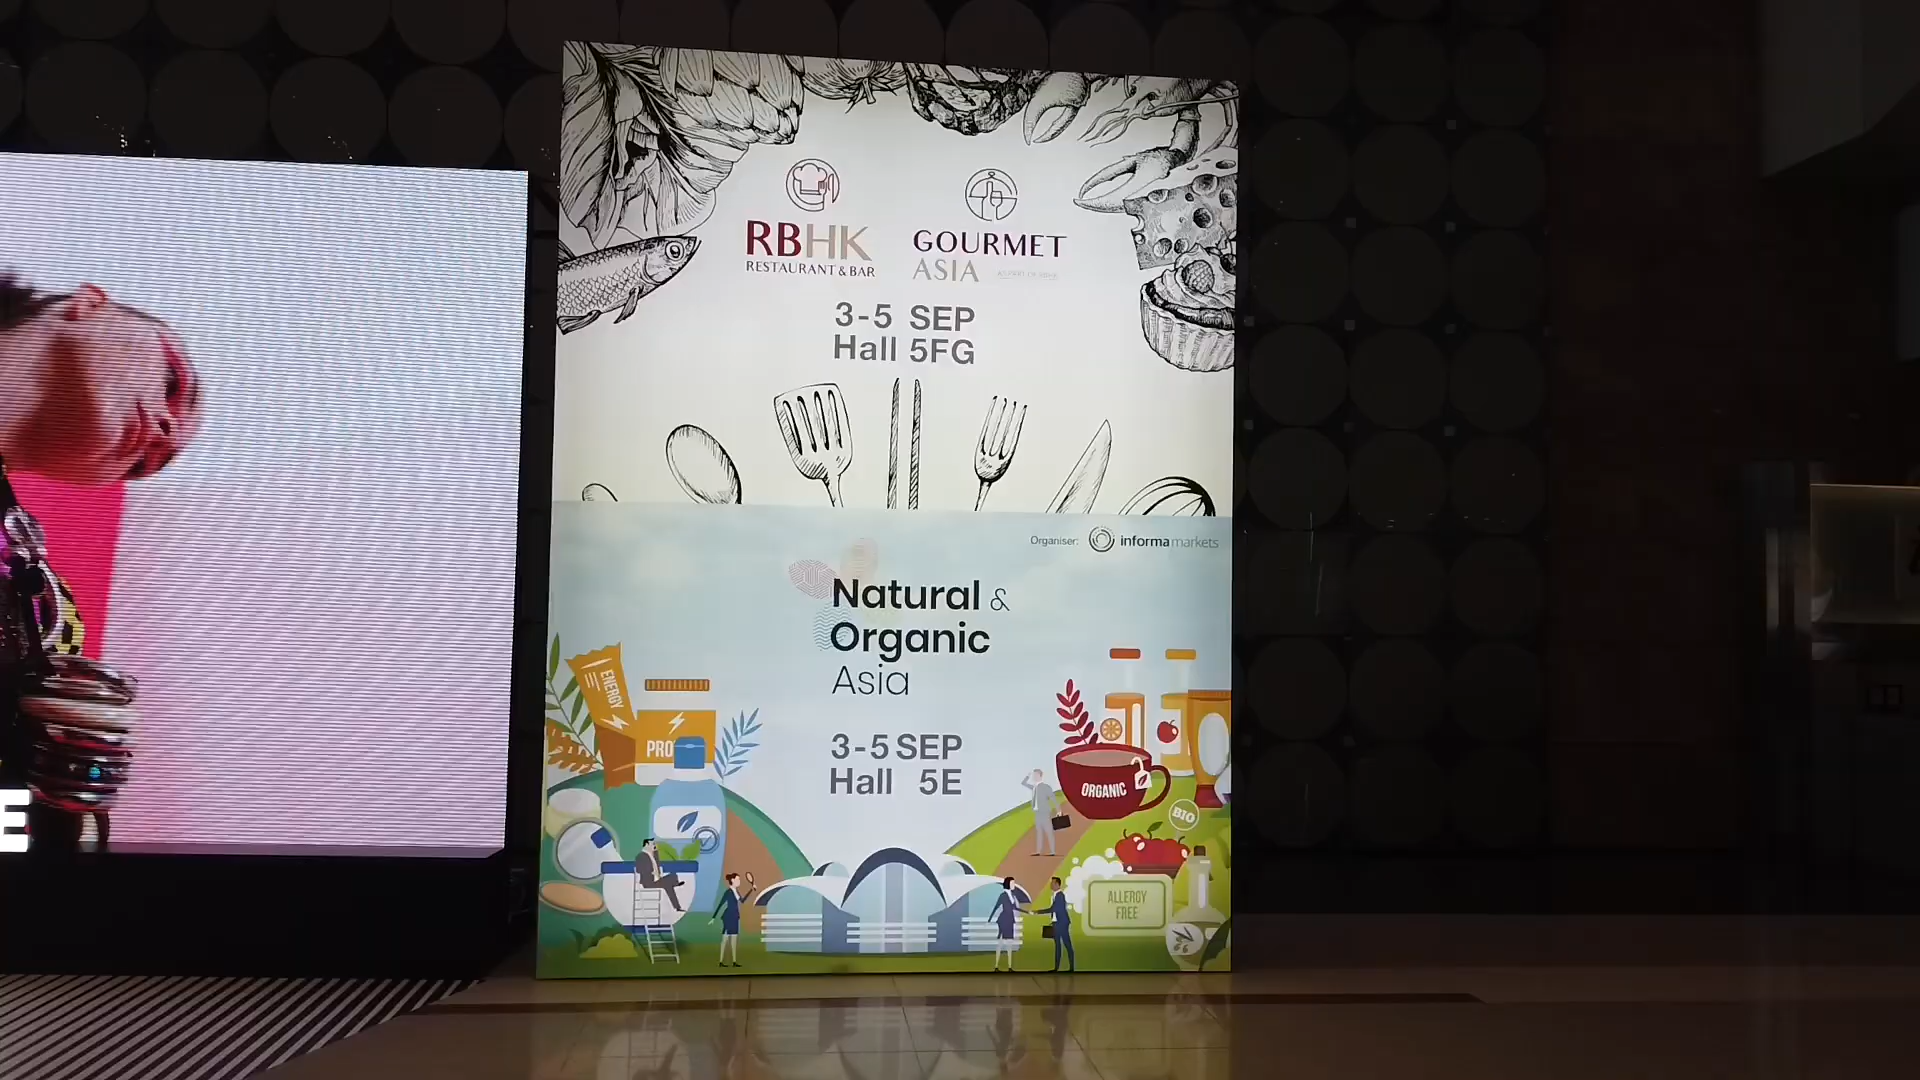 RBHK
RESTAURANT & BAR
GOURMET
ASIA
3-5 SEP
Hall 5FG
Organiser: informa markets
Natural &
Organic
Asia
3-5 SEP
Hall 5E
ENERGY
PRO
ORGANIC
BIO
ALLERGY
FREE
E